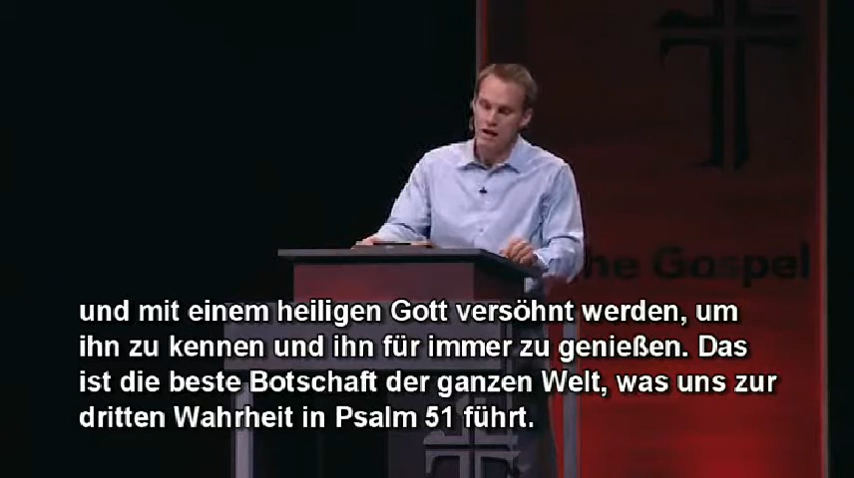 The Gospel
und mit einem heiligen Gott versöhnt werden, um
ihn zu kennen und ihn für immer zu genießen. Das
ist die beste Botschaft der ganzen Welt, was uns zur
dritten Wahrheit in Psalm 51 führt.